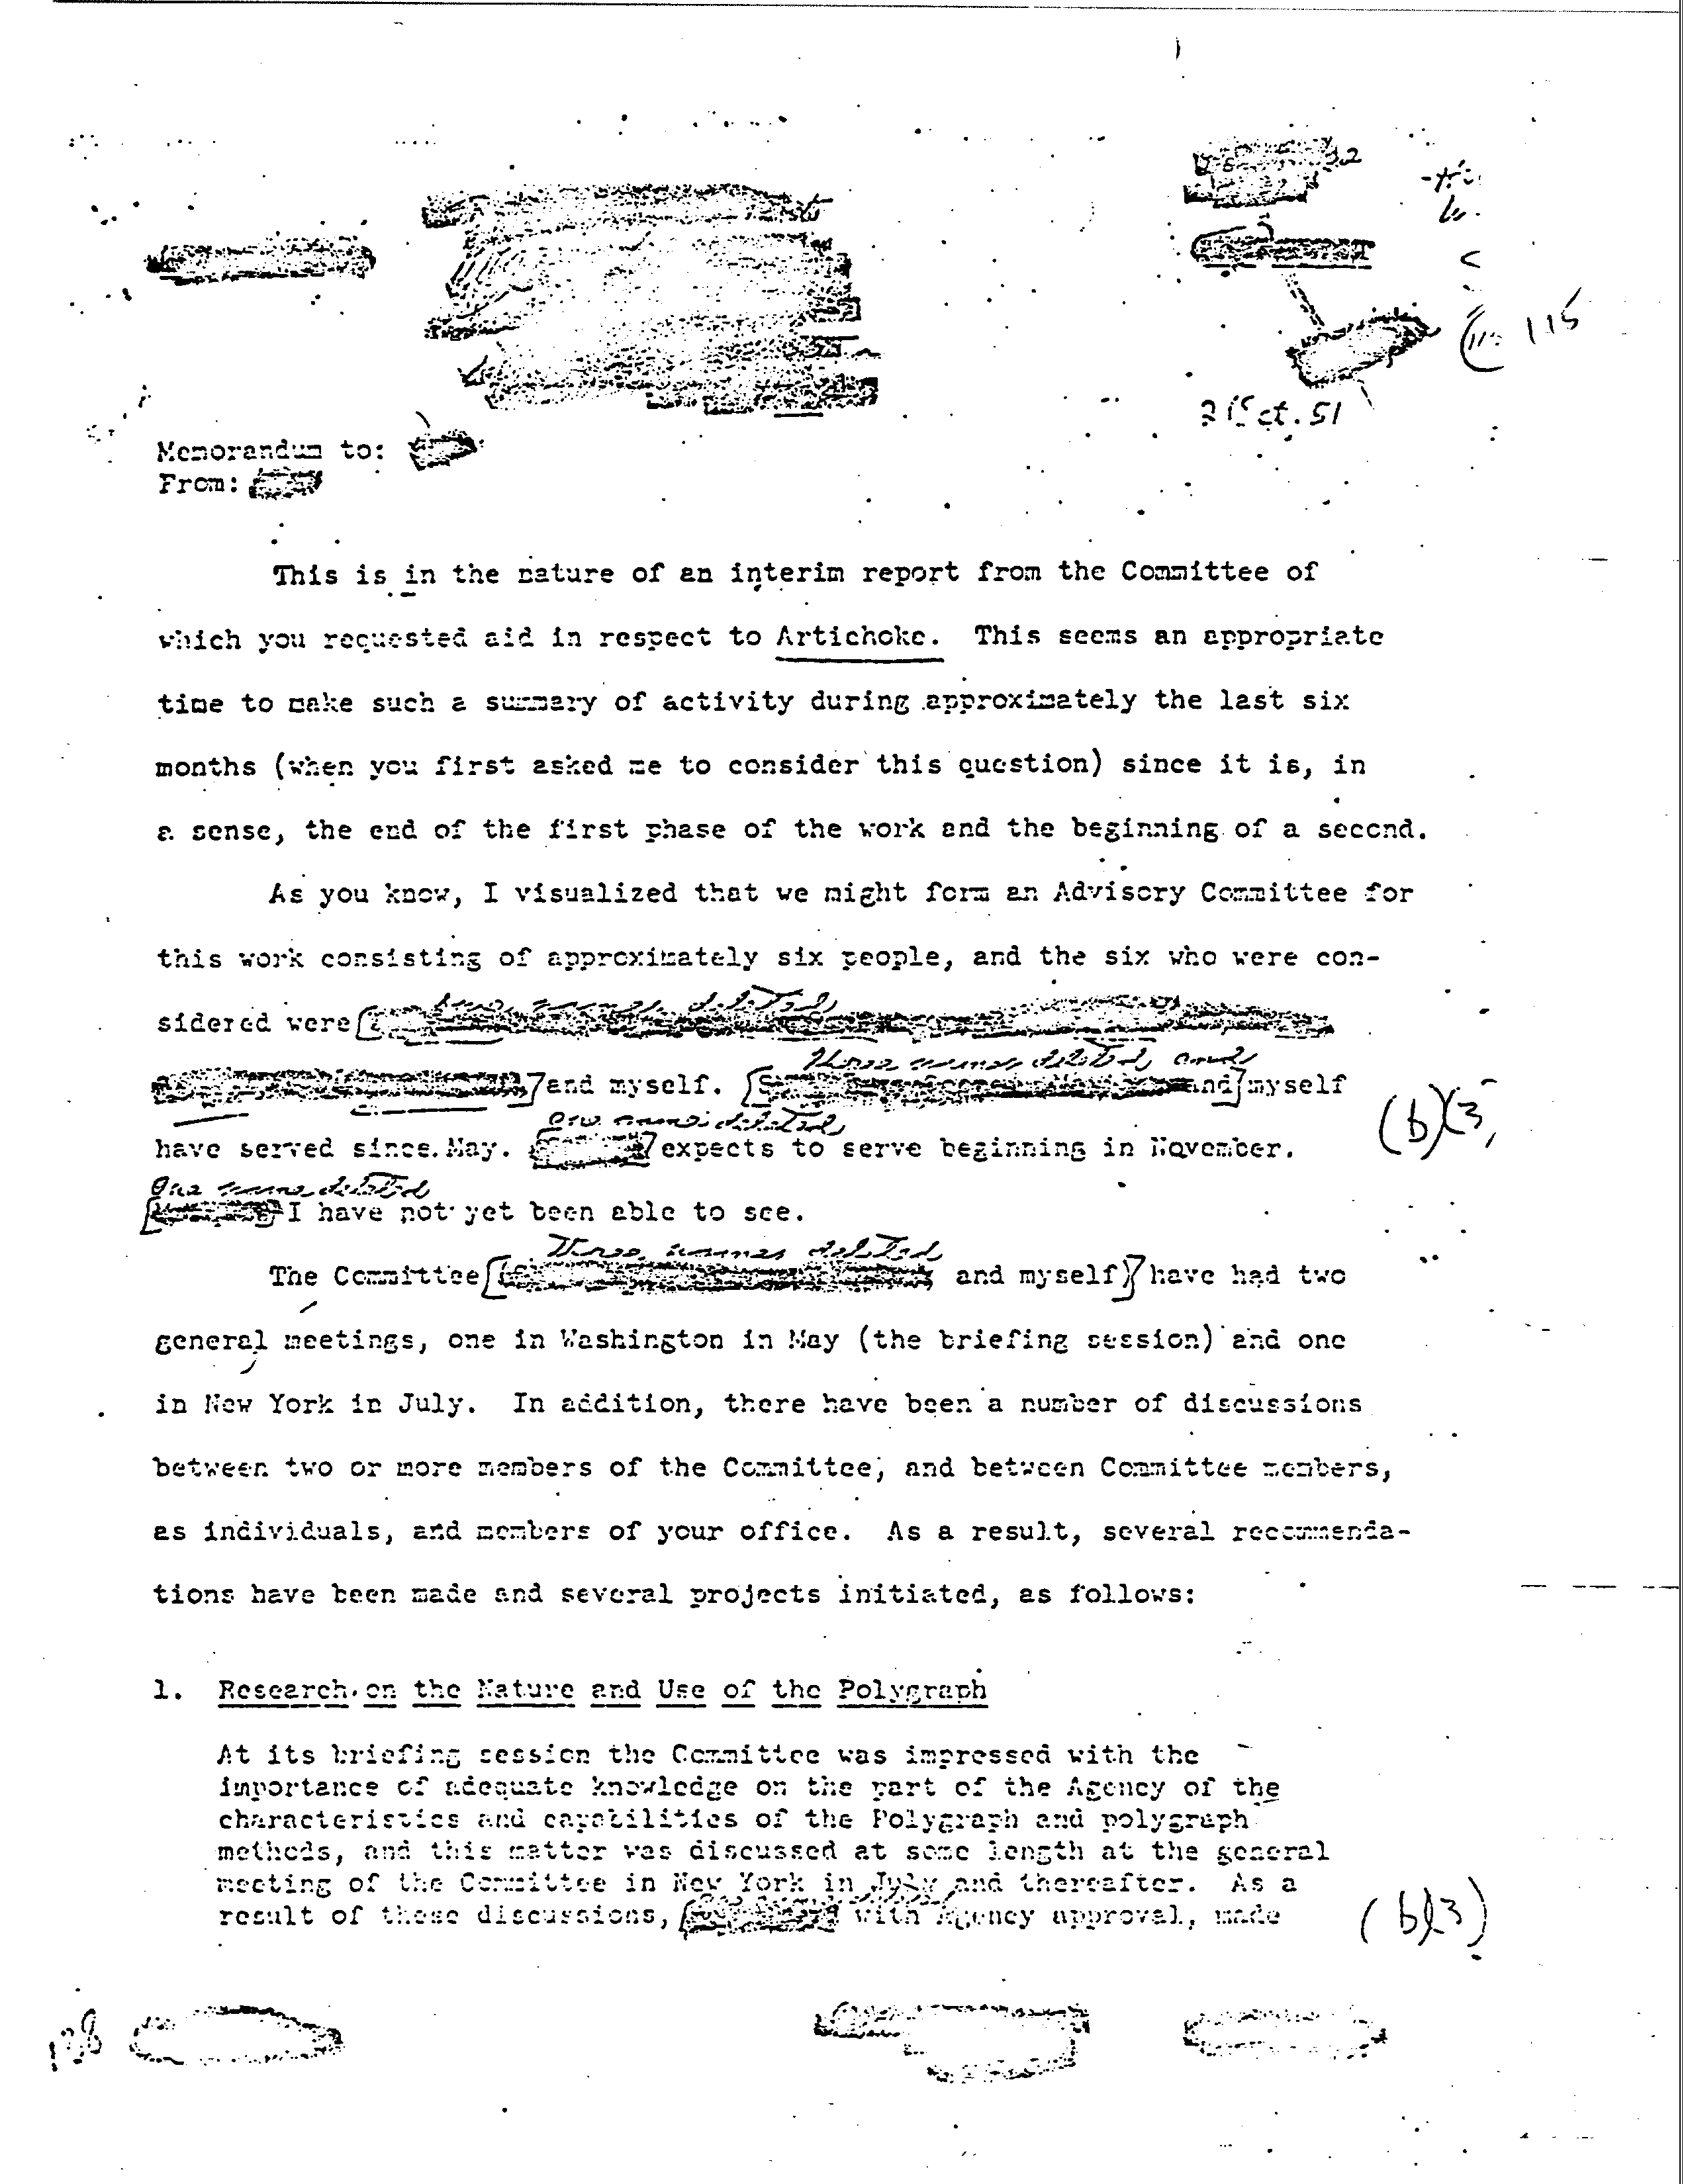 115
Oct. 51
Memorandum to:
From:
This is in the nature of an interim report from the Committee of
which you requested aid in respect to Artichoke. This seems an appropriate
time to make such a summary of activity during approximately the last six
months (when you first asked me to consider this question) since it is, in
a sense, the end of the first phase of the work and the beginning of a second.
As you know, I visualized that we might form an Advisory Committee for
this work consisting of approximately six people, and the six who were con-
names deleted
sidered were [
Three names deleted and
] and myself. [ and] myself
(b)(3)
One name deleted
have served since May. [ ] expects to serve beginning in November.
One name deleted
[ ] I have not yet been able to see.
Three names deleted
The Committee [( and myself)] have had two
general meetings, one in Washington in May (the briefing session) and one
in New York in July. In addition, there have been a number of discussions
between two or more members of the Committee, and between Committee members,
as individuals, and members of your office. As a result, several recommenda-
tions have been made and several projects initiated, as follows:
1. Research on the Nature and Use of the Polygraph
At its briefing session the Committee was impressed with the
importance of adequate knowledge on the part of the Agency of the
characteristics and capabilities of the Polygraph and polygraph
methods, and this matter was discussed at some length at the general
meeting of the Committee in New York in July and thereafter. As a
result of these discussions, [ with Agency approval, made
(b)(3)
138